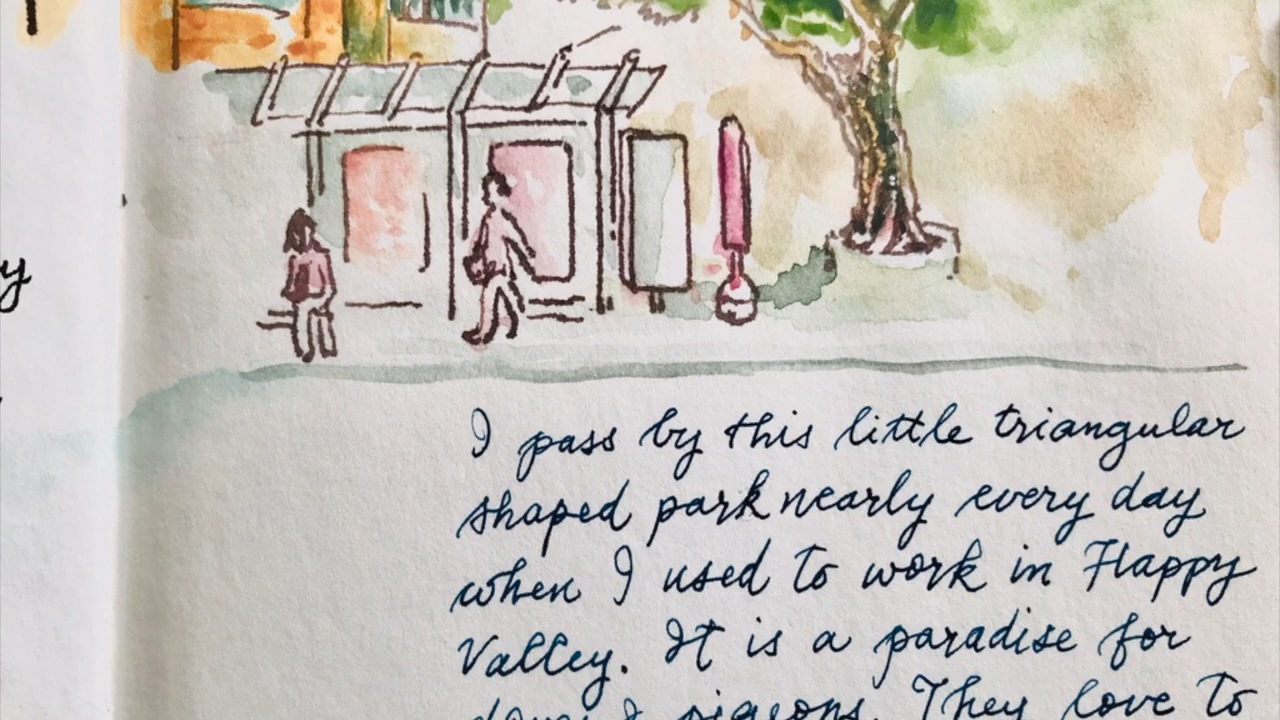 y
I pass by this little triangular
shaped park nearly every day
when I used to work in Happy
Valley. It is a paradise for
pigeons. They love to